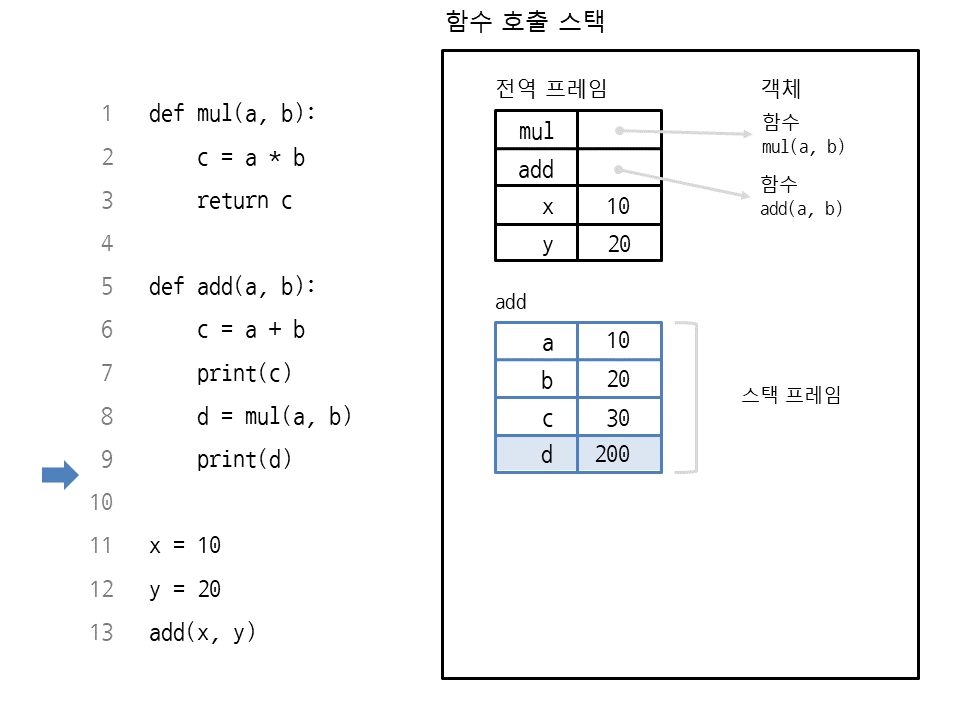 함수 호출 스택
1 def mul(a, b):
2     c = a * b
3     return c
4
5 def add(a, b):
6     c = a + b
7     print(c)
8     d = mul(a, b)
9     print(d)
10
11 x = 10
12 y = 20
13 add(x, y)
전역 프레임
mul
add
x 10
y 20
객체
함수
mul(a, b)
함수
add(a, b)
add
a 10
b 20
c 30
d 200
스택 프레임